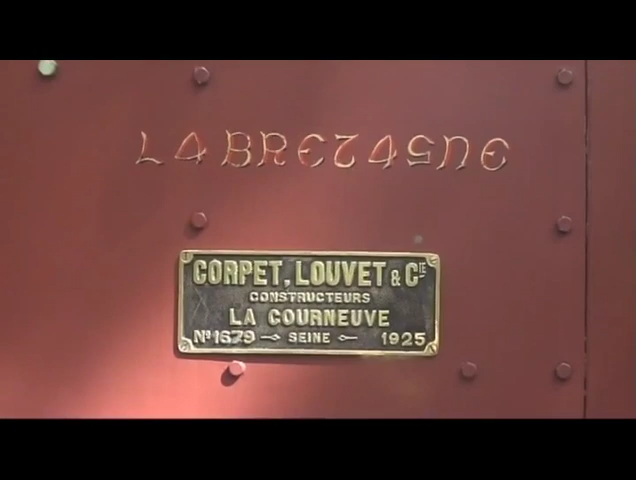 LA BRETAGNE
CORPET, LOUVET & CIE
CONSTRUCTEURS
LA COURNEUVE
No 1679 SEINE 1925